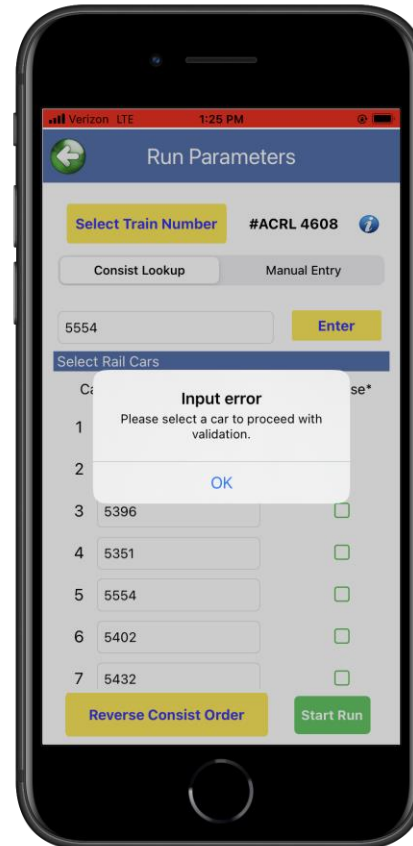 Verizon LTE 1:25 PM
Run Parameters
Select Train Number #ACRL 4608 i
Consist Lookup Manual Entry
5554 Enter
Select Rail Cars
Input error
Please select a car to proceed with
validation.
OK
1
2
3 5396
4 5351
5 5554
6 5402
7 5432
Reverse Consist Order Start Run